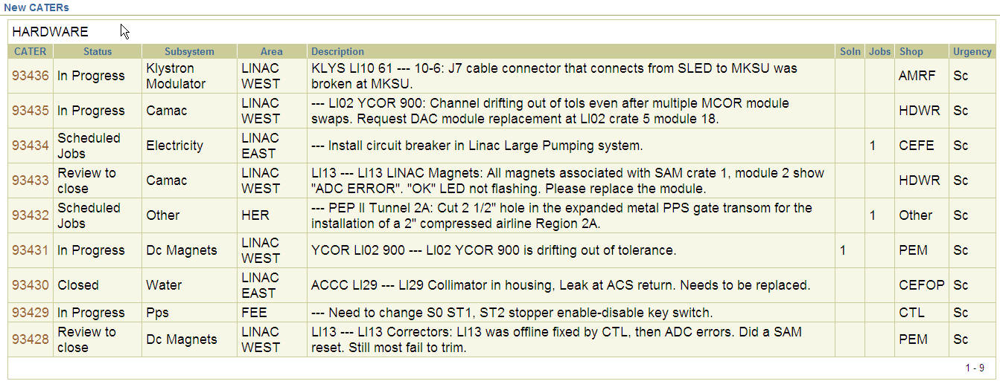 New CATERs
HARDWARE
CATER Status Subsystem Area Description Soln Jobs Shop Urgency
93436 In Progress Klystron Modulator LINAC WEST KLYS LI10 61 --- 10-6: J7 cable connector that connects from SLED to MKSU was broken at MKSU. AMRF Sc
93435 In Progress Camac LINAC WEST --- LI02 YCOR 900: Channel drifting out of tols even after multiple MCOR module swaps. Request DAC module replacement at LI02 crate 5 module 18. HDWR Sc
93434 Scheduled Jobs Electricity LINAC EAST --- Install circuit breaker in Linac Large Pumping system. 1 CEFE Sc
93433 Review to close Camac LINAC WEST LI13 --- LI13 LINAC Magnets: All magnets associated with SAM crate 1, module 2 show "ADC ERROR". "OK" LED not flashing. Please replace the module. HDWR Sc
93432 Scheduled Jobs Other HER --- PEP II Tunnel 2A: Cut 2 1/2" hole in the expanded metal PPS gate transom for the installation of a 2" compressed airline Region 2A. 1 Other Sc
93431 In Progress Dc Magnets LINAC WEST YCOR LI02 900 --- LI02 YCOR 900 is drifting out of tolerance. 1 PEM Sc
93430 Closed Water LINAC EAST ACCC LI29 --- LI29 Collimator in housing, Leak at ACS return. Needs to be replaced. CEFOP Sc
93429 In Progress Pps FEE --- Need to change S0 ST1, ST2 stopper enable-disable key switch. CTL Sc
93428 Review to close Dc Magnets LINAC WEST LI13 --- LI13 Correctors: LI13 was offline fixed by CTL, then ADC errors. Did a SAM reset. Still most fail to trim. PEM Sc
1 - 9